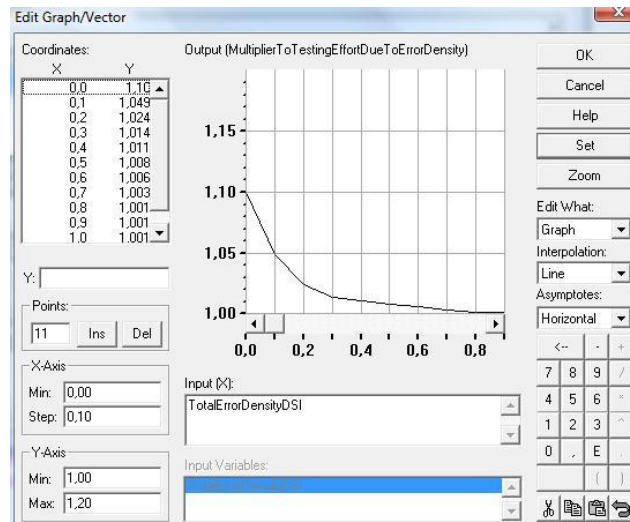 Edit Graph/Vector
Coordinates:
X Y
0,0 1,10
0,1 1,049
0,2 1,024
0,3 1,014
0,4 1,011
0,5 1,008
0,6 1,006
0,7 1,003
0,8 1,001
0,9 1,001
1,0 1,001
Y:
Points:
11 Ins Del
X-Axis
Min: 0,00
Step: 0,10
Y-Axis
Min: 1,00
Max: 1,20
Output (MultiplierToTestingEffortDueToErrorDensity)
1,15
1,10
1,05
1,00
0,0 0,2 0,4 0,6 0,8
Input (X):
TotalErrorDensityDSI
Input Variables:
OK
Cancel
Help
Set
Zoom
Edit What:
Graph
Interpolation:
Line
Asymptotes:
Horizontal
<-- - +
7 8 9 /
4 5 6 *
1 2 3 ^
0 , E .
( )